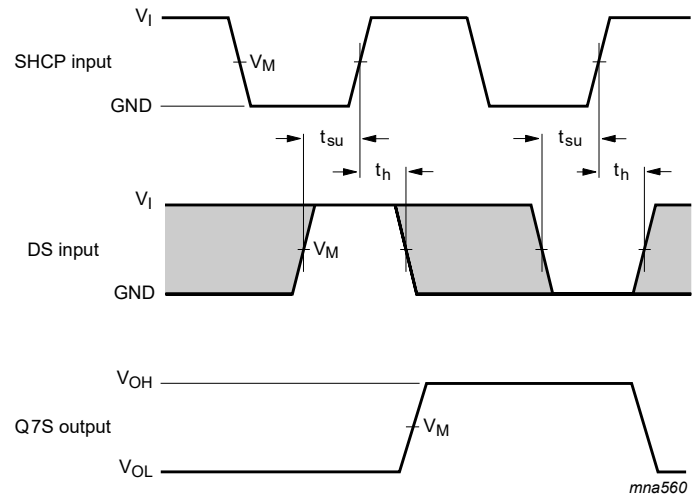 VI
SHCP input
VM
GND
tsu
tsu
th
th
VI
DS input
VM
GND
VOH
Q7S output
VM
VOL
mna560